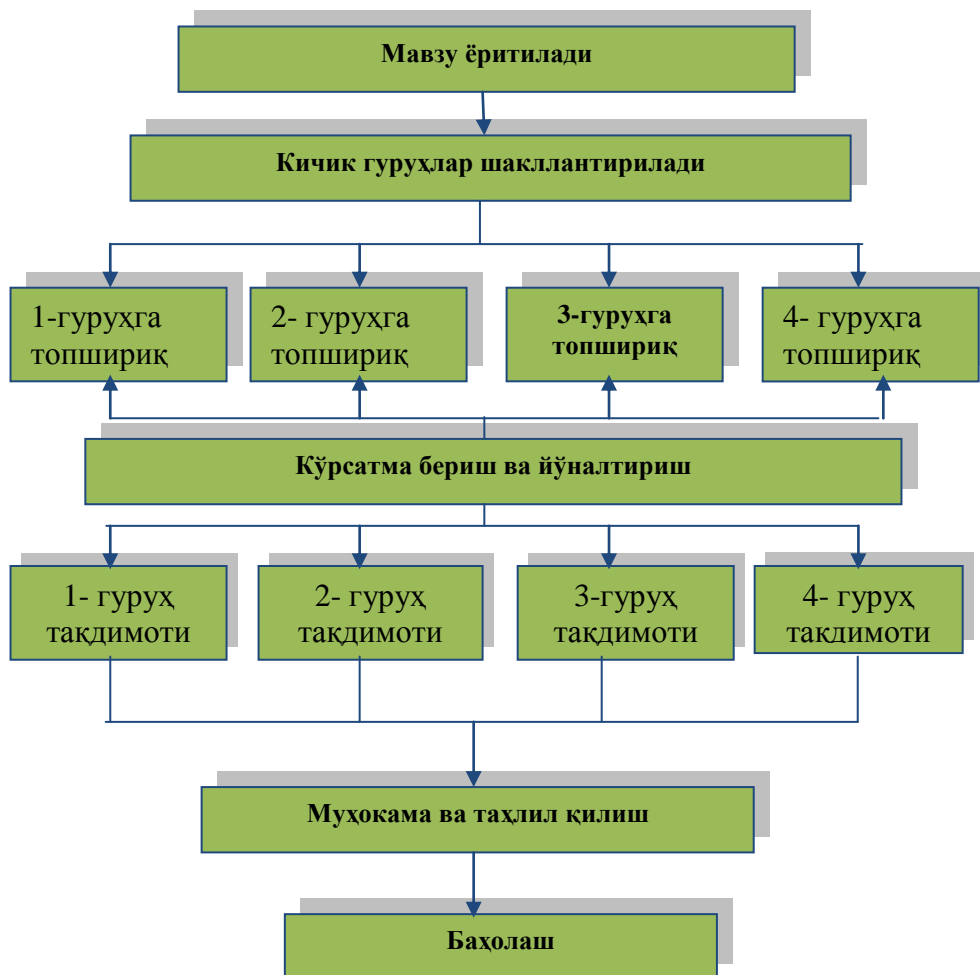 Мавзу ёритилади
Кичик гуруҳлар шакллантирилади
1-гуруҳга
топшириқ
2- гуруҳга
топшириқ
3-гуруҳга
топшириқ
4- гуруҳга
топшириқ
Кўрсатма бериш ва йўналтириш
1- гуруҳ
тақдимоти
2- гуруҳ
тақдимоти
3-гуруҳ
тақдимоти
4- гуруҳ
тақдимоти
Муҳокама ва таҳлил қилиш
Баҳолаш